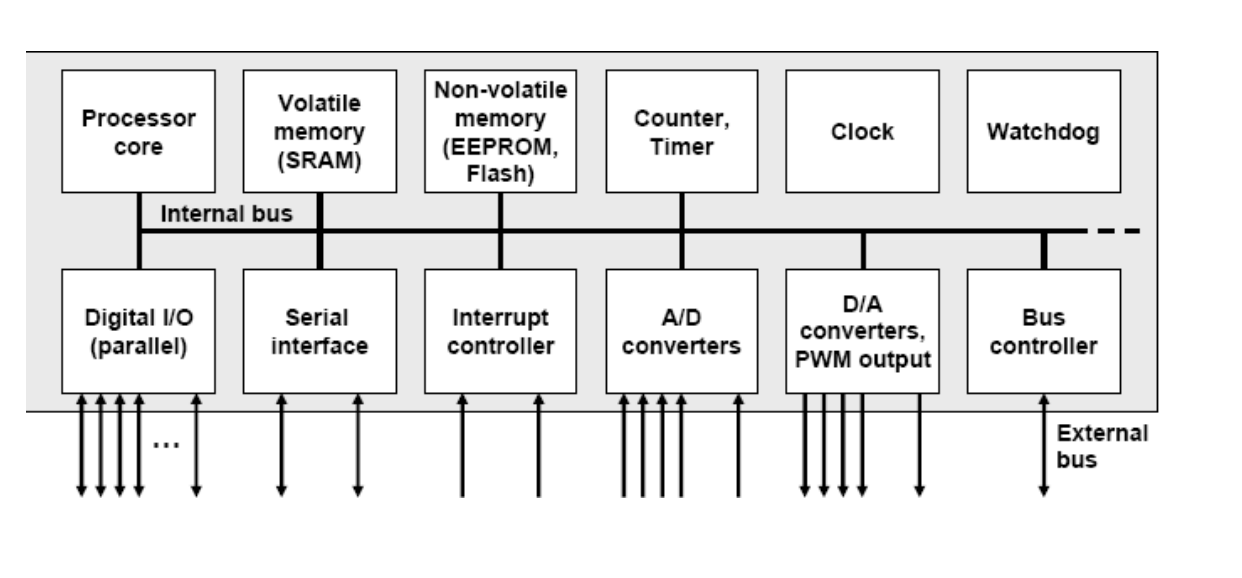 Processor
core
Volatile
memory
(SRAM)
Non-volatile
memory
(EEPROM,
Flash)
Counter,
Timer
Clock
Watchdog
Internal bus
Digital I/O
(parallel)
Serial
interface
Interrupt
controller
A/D
converters
D/A
converters,
PWM output
Bus
controller
...
External
bus